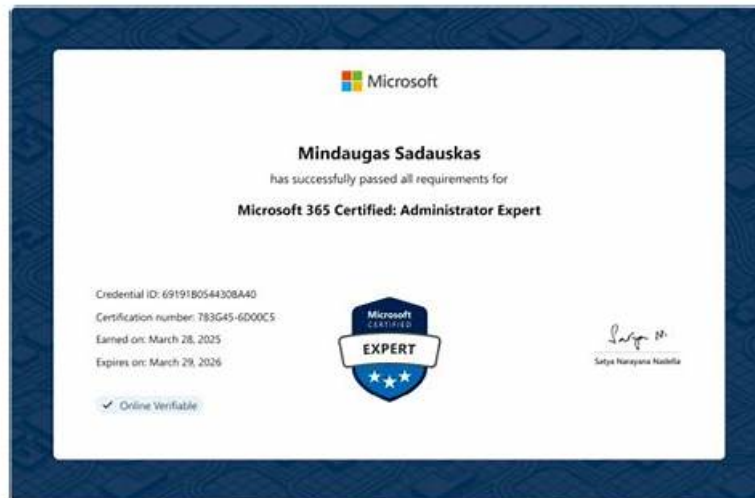 Microsoft
Mindaugas Sadauskas
has successfully passed all requirements for
Microsoft 365 Certified: Administrator Expert
Credential ID: 69191B054430BA40
Certification number: 783G45-6D00C5
Earned on: March 28, 2025
Expires on: March 29, 2026
Online Verifiable
Microsoft
CERTIFIED
EXPERT
Satya N.
Satya Narayana Nadella